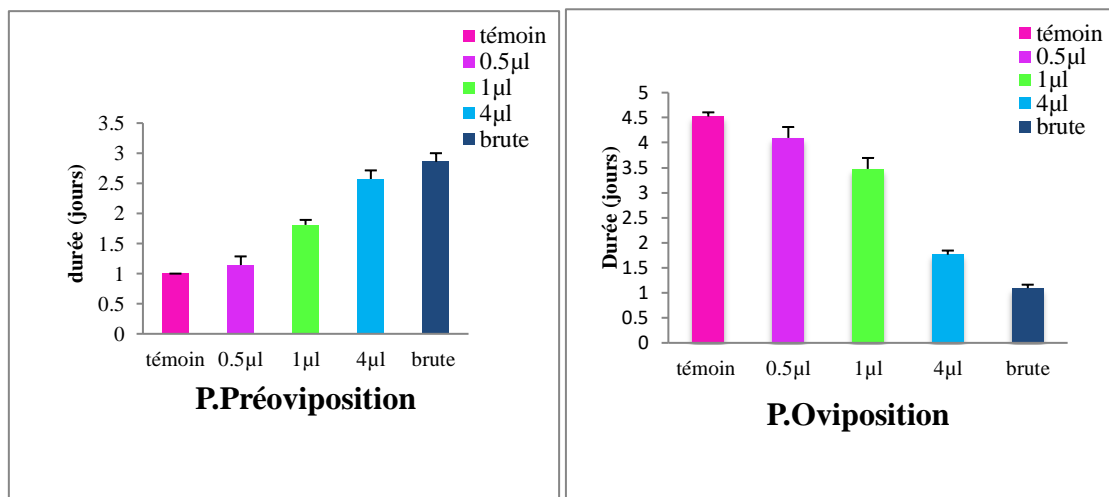 témoin
0.5µl
1µl
4µl
brute
3.5
3
2.5
2
1.5
1
0.5
0
durée (jours)
témoin 0.5µl 1µl 4µl brute
P.Préoviposition
témoin
0.5µl
1µl
4µl
brute
5
4.5
4
3.5
3
2.5
2
1.5
1
0.5
0
Durée (jours)
témoin 0.5µl 1µl 4µl brute
P.Oviposition